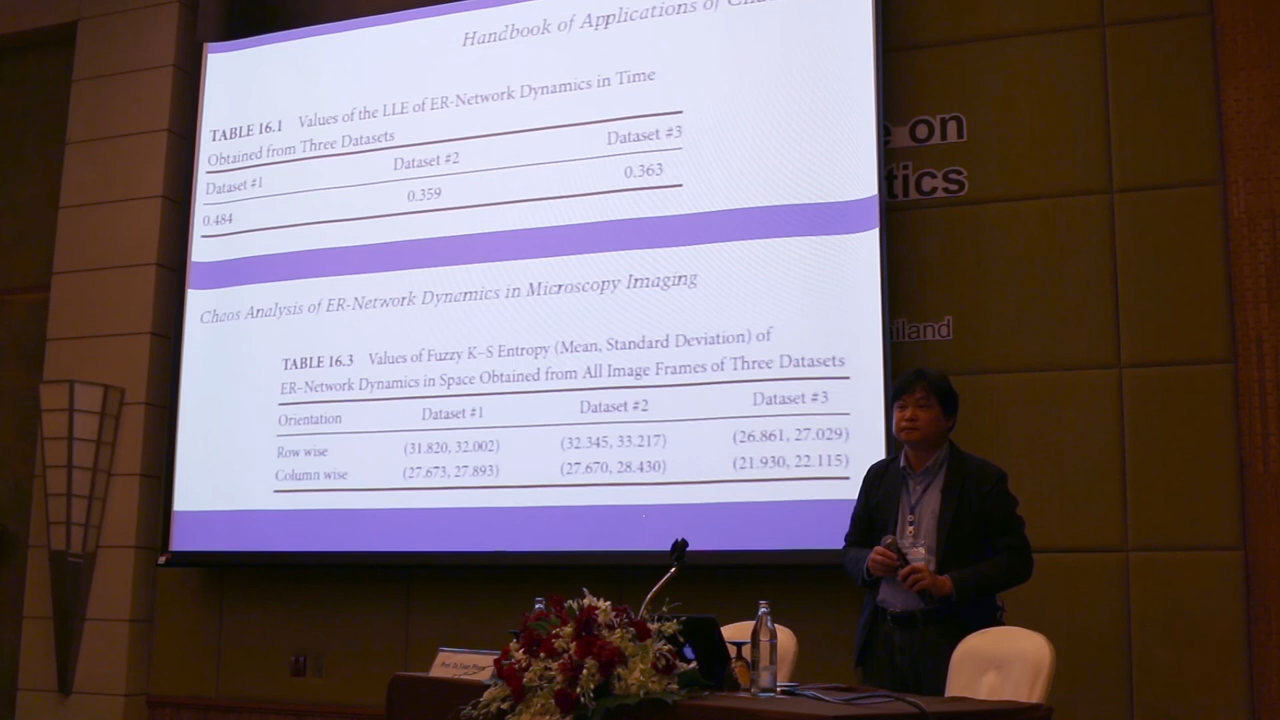 Handbook of Applications of
TABLE 16.1 Values of the LLE of ER-Network Dynamics in Time
Obtained from Three Datasets
Dataset #1 Dataset #2 Dataset #3
0.484 0.359 0.363
Chaos Analysis of ER-Network Dynamics in Microscopy Imaging
TABLE 16.3 Values of Fuzzy K–S Entropy (Mean, Standard Deviation) of
ER–Network Dynamics in Space Obtained from All Image Frames of Three Datasets
Orientation Dataset #1 Dataset #2 Dataset #3
Row wise (31.820, 32.002) (32.345, 33.217) (26.861, 27.029)
Column wise (27.673, 27.893) (27.670, 28.430) (21.930, 22.115)
on
tics
ailand
Prof. Dr.